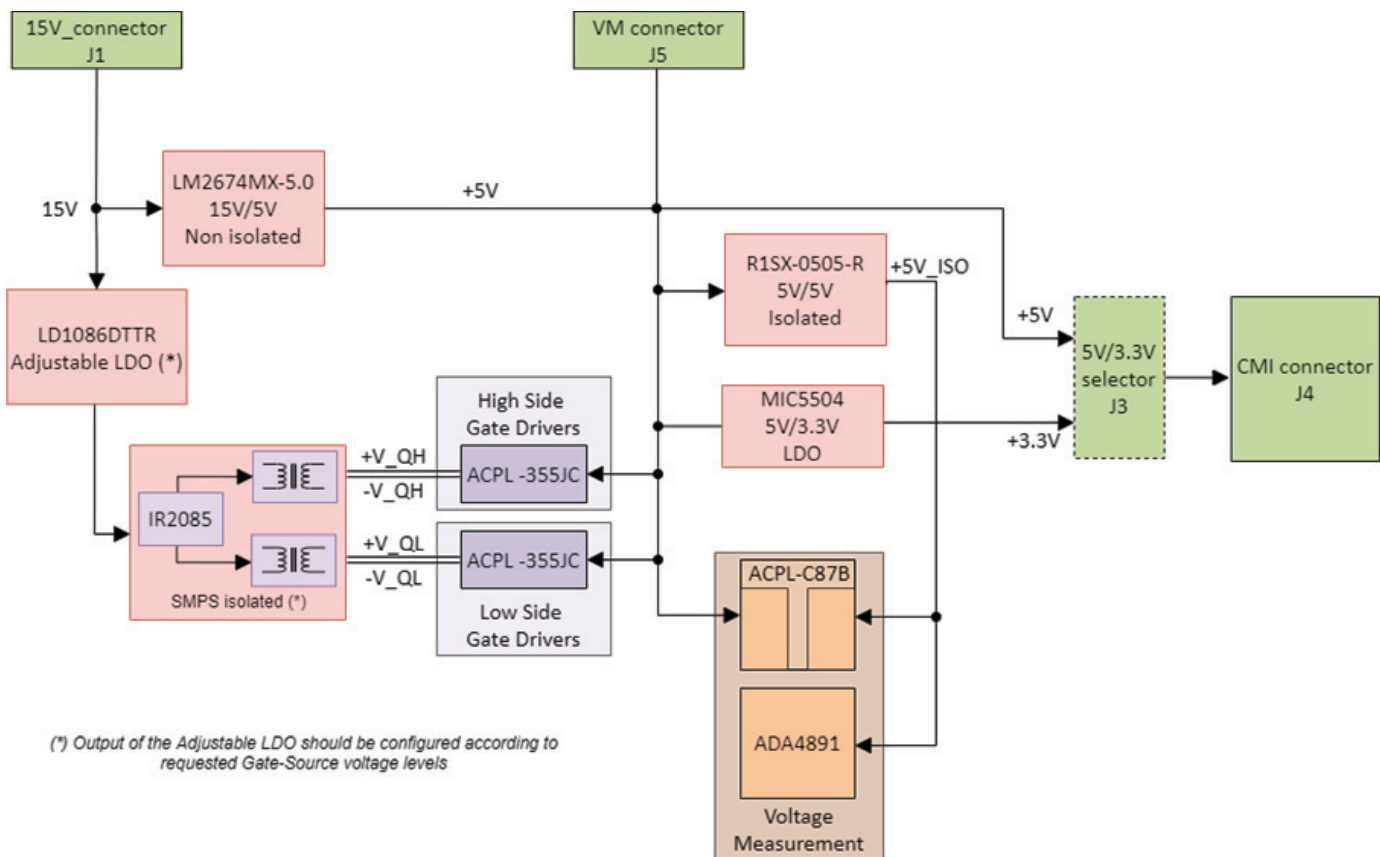 15V_connector
J1
VM connector
J5
LM2674MX-5.0
15V/5V
Non isolated
+5V
15V
R1SX-0505-R
5V/5V
Isolated
+5V_ISO
LD1086DTTR
Adjustable LDO (*)
+5V
5V/3.3V
selector
J3
CMI connector
J4
High Side
Gate Drivers
ACPL -355JC
MIC5504
5V/3.3V
LDO
+3.3V
+V_QH
-V_QH
IR2085
SMPS isolated (*)
+V_QL
-V_QL
ACPL -355JC
Low Side
Gate Drivers
ACPL-C87B
ADA4891
Voltage
Measurement
(*) Output of the Adjustable LDO should be configured according to
requested Gate-Source voltage levels